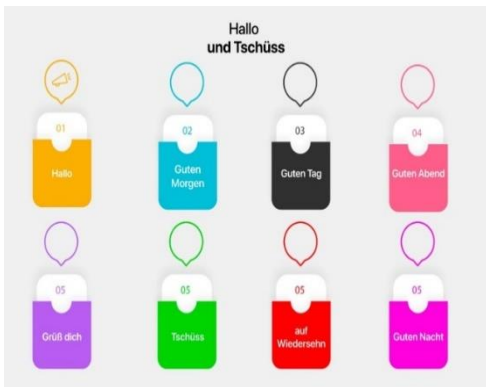 Hallo
und Tschüss
01
02
03
04
Hallo
Guten
Morgen
Guten Tag
Guten Abend
05
05
05
05
Grüß dich
Tschüss
auf
Wiedersehn
Guten Nacht